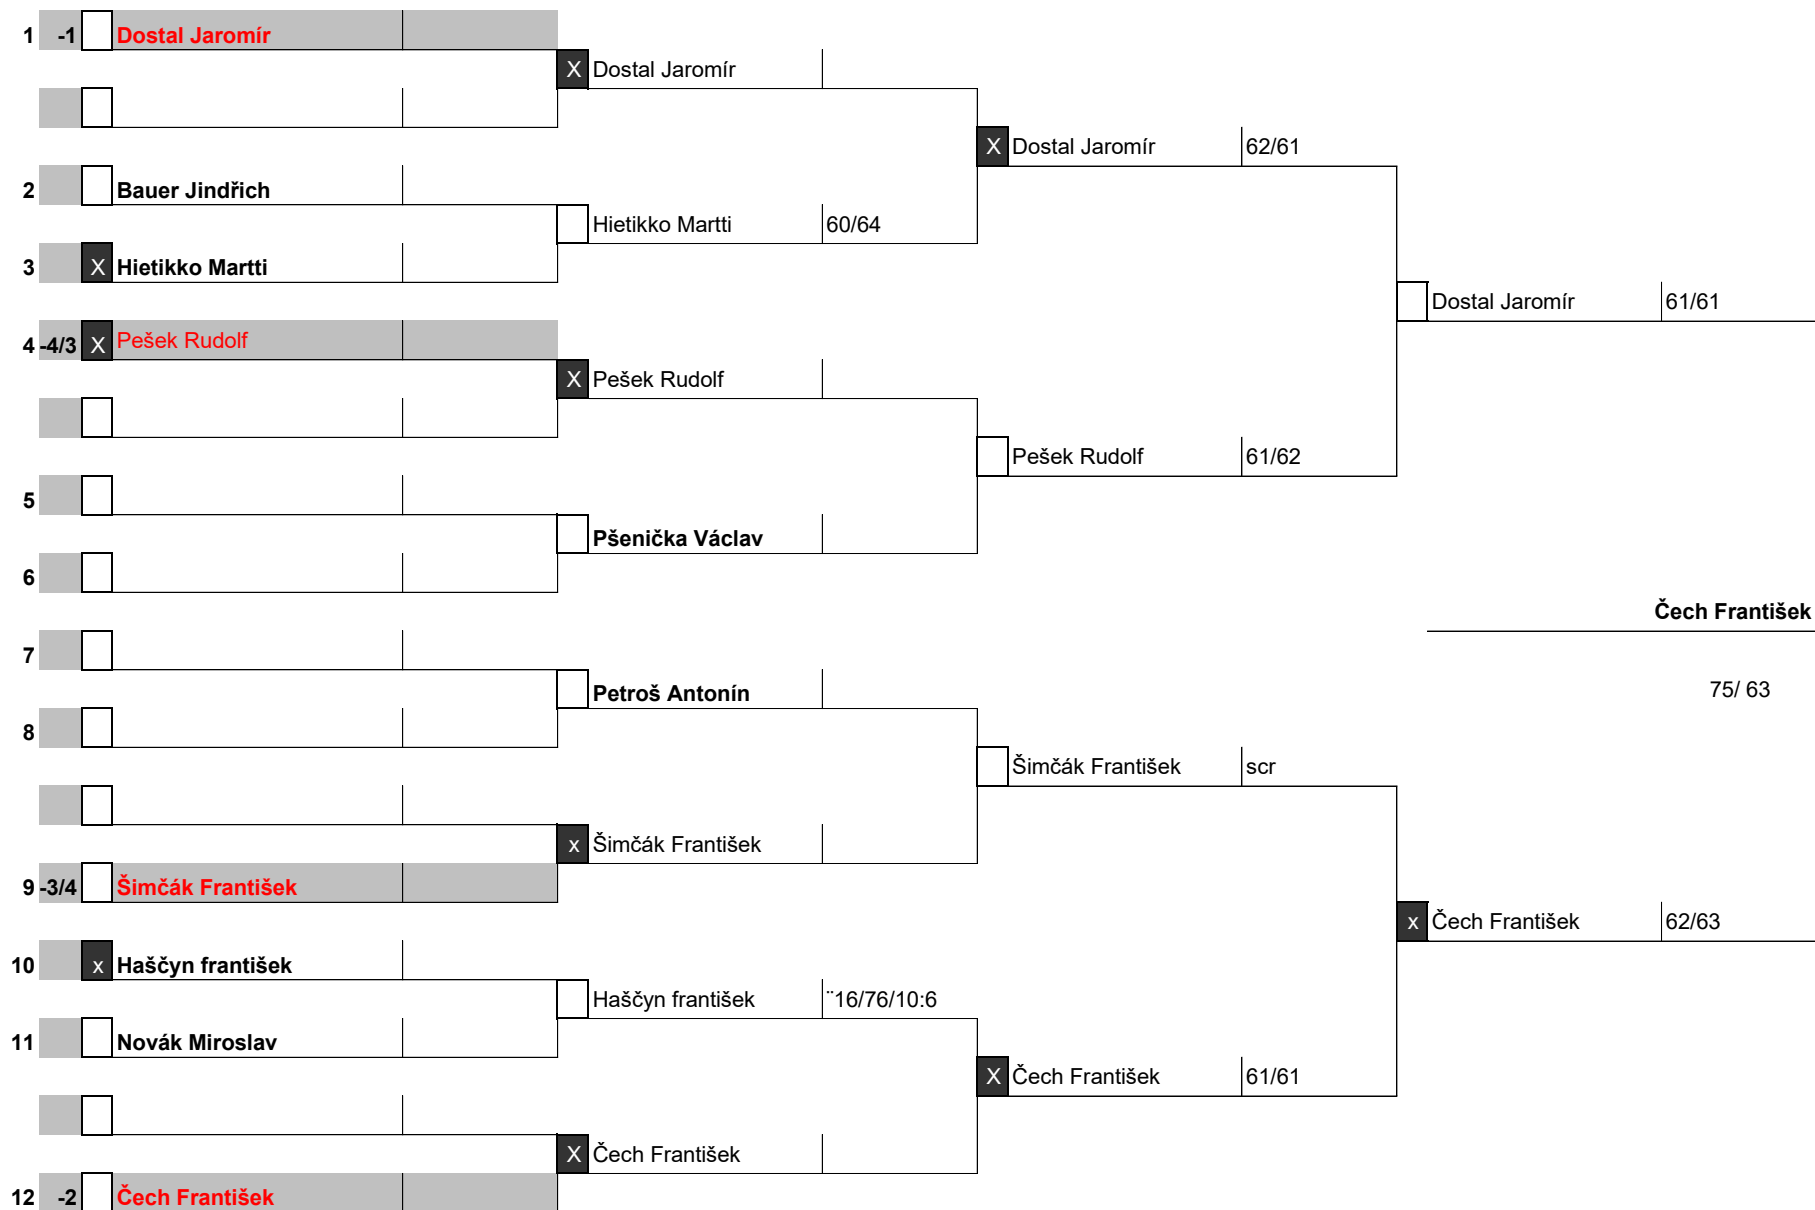 1 -1 Dostal Jaromír
X Dostal Jaromír
X Dostal Jaromír 62/61
2 Bauer Jindřich
Hietikko Martti 60/64
3 X Hietikko Martti
Dostal Jaromír 61/61
4 -4/3 X Pešek Rudolf
X Pešek Rudolf
Pešek Rudolf 61/62
5
Pšenička Václav
6
Čech František
7
Petroš Antonín
75/ 63
8
Šimčák František scr
x Šimčák František
9 -3/4 Šimčák František
x Čech František 62/63
10 x Haščyn františek
Haščyn františek ¨16/76/10:6
11 Novák Miroslav
X Čech František 61/61
X Čech František
12 -2 Čech František